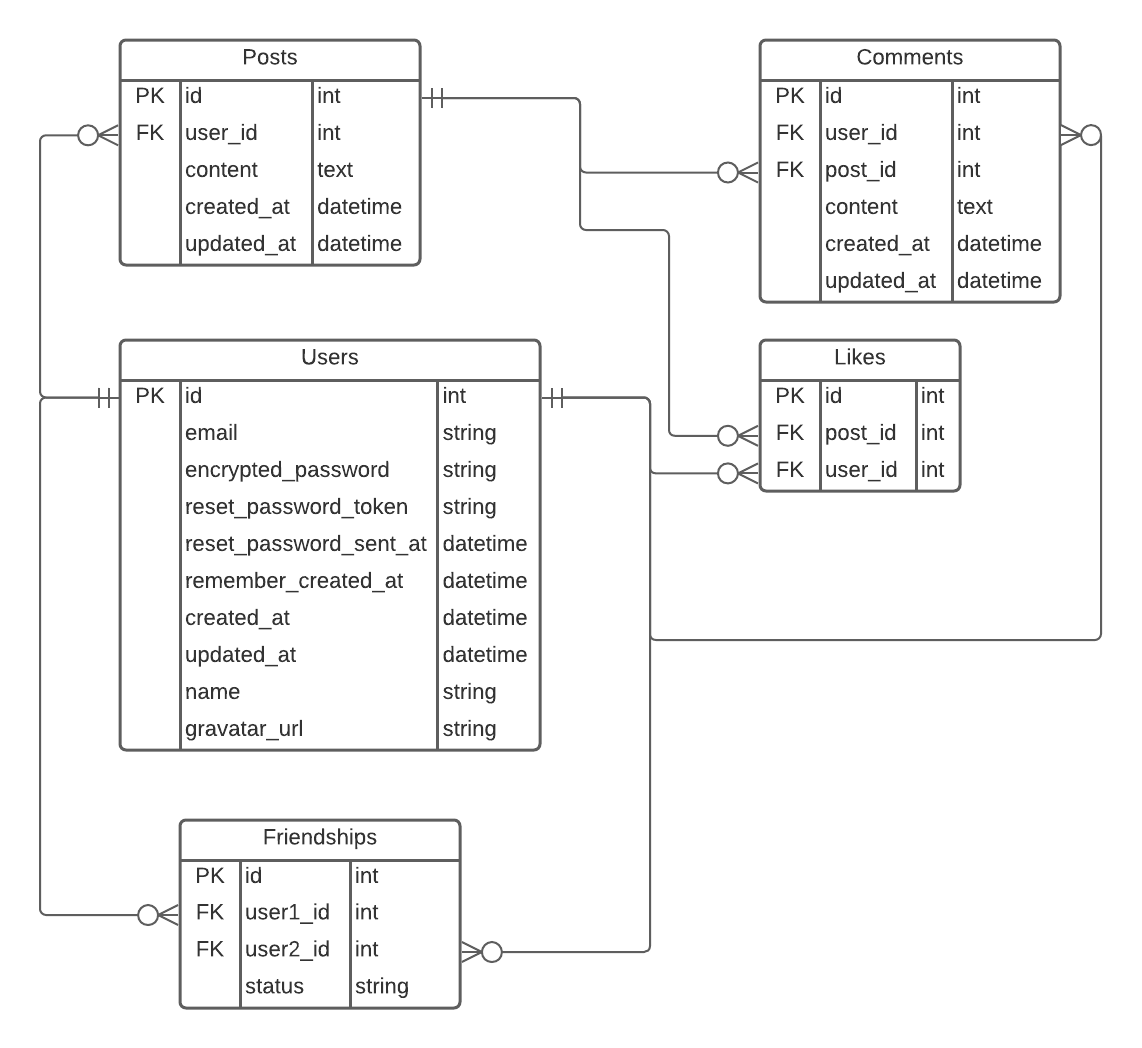 Posts
PK id int
FK user_id int
content text
created_at datetime
updated_at datetime
Comments
PK id int
FK user_id int
FK post_id int
content text
created_at datetime
updated_at datetime
Users
PK id int
email string
encrypted_password string
reset_password_token string
reset_password_sent_at datetime
remember_created_at datetime
created_at datetime
updated_at datetime
name string
gravatar_url string
Likes
PK id int
FK post_id int
FK user_id int
Friendships
PK id int
FK user1_id int
FK user2_id int
status string